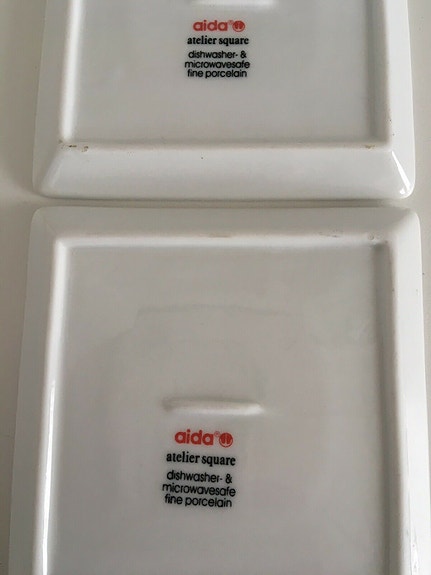 aida®
atelier square
dishwasher- &
microwavesafe
fine porcelain
aida®
atelier square
dishwasher- &
microwavesafe
fine porcelain